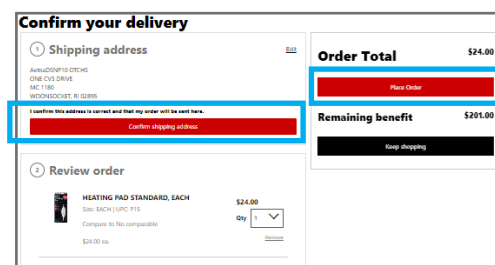 Confirm your delivery
1 Shipping address
Edit
AetnaDSNP10 OTCHS
ONE CVS DRIVE
MC 1180
WOONSOCKET, RI 02895
I confirm this address is correct and that my order will be sent here.
Confirm shipping address
2 Review order
HEATING PAD STANDARD, EACH
Size: EACH | UPC: P15
Compare to No comparable
$24.00 ea.
$24.00
Qty 1
Remove
Order Total $24.00
Place Order
Remaining benefit $201.00
Keep shopping